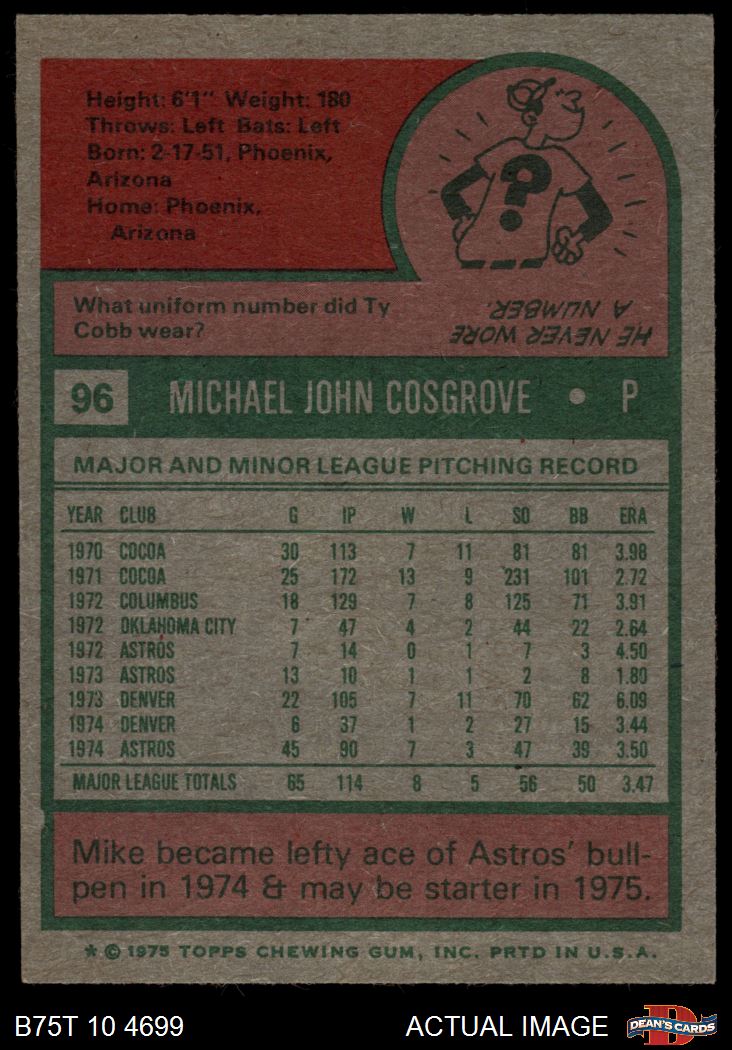 Height: 6'1" Weight: 180
Throws: Left Bats: Left
Born: 2-17-51, Phoenix,
Arizona
Home: Phoenix,
Arizona
?
What uniform number did Ty
Cobb wear?
HE NEVER WORE
A NUMBER.
96 MICHAEL JOHN COSGROVE • P
MAJOR AND MINOR LEAGUE PITCHING RECORD
YEAR CLUB G IP W L SO BB ERA
1970 COCOA 30 113 7 11 81 81 3.98
1971 COCOA 25 172 13 9 231 101 2.72
1972 COLUMBUS 18 129 7 8 125 71 3.91
1972 OKLAHOMA CITY 7 47 4 2 44 22 2.64
1972 ASTROS 7 14 0 1 7 3 4.50
1973 ASTROS 13 10 1 1 2 8 1.80
1973 DENVER 22 105 7 11 70 62 6.09
1974 DENVER 6 37 1 2 27 15 3.44
1974 ASTROS 45 90 7 3 47 39 3.50
MAJOR LEAGUE TOTALS 65 114 8 5 56 50 3.47
Mike became lefty ace of Astros' bull-
pen in 1974 & may be starter in 1975.
* © 1975 TOPPS CHEWING GUM, INC. PRTD IN U.S.A.
B75T 10 4699 ACTUAL IMAGE D DEAN'S CARDS